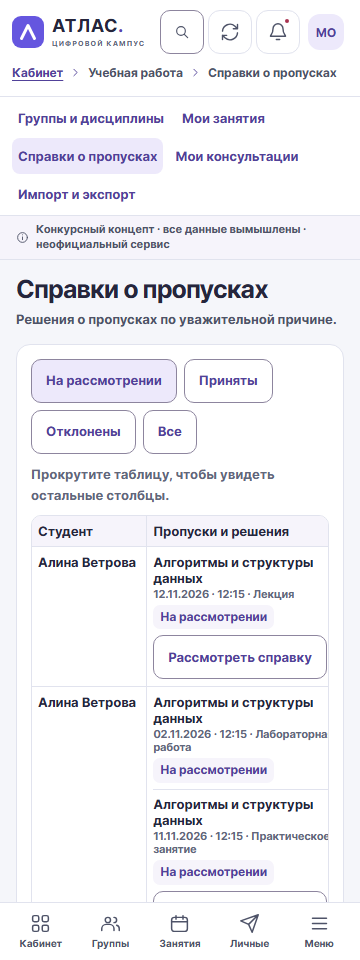 АТЛАС.
ЦИФРОВОЙ КАМПУС
МО
Кабинет > Учебная работа > Справки о пропусках
Группы и дисциплины Мои занятия
Справки о пропусках Мои консультации
Импорт и экспорт
Конкурсный концепт · все данные вымышлены ·
неофициальный сервис
Справки о пропусках
Решения о пропусках по уважительной причине.
На рассмотрении Приняты
Отклонены Все
Прокрутите таблицу, чтобы увидеть
остальные столбцы.
Студент Пропуски и решения
Алина Ветрова Алгоритмы и структуры
данных
12.11.2026 · 12:15 · Лекция
На рассмотрении
Рассмотреть справку
Алина Ветрова Алгоритмы и структуры
данных
02.11.2026 · 12:15 · Лабораторна
работа
На рассмотрении
Алгоритмы и структуры
данных
11.11.2026 · 12:15 · Практическое
занятие
На рассмотрении
Кабинет Группы Занятия Личные Меню